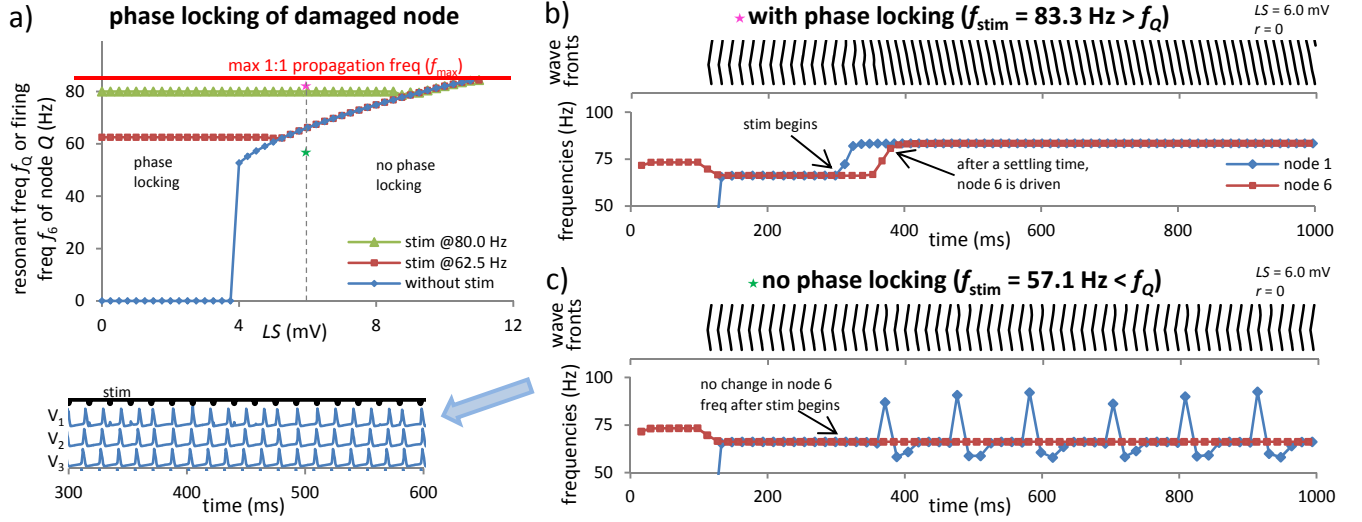 a)
phase locking of damaged node
max 1:1 propagation freq (fmax)
resonant freq fQ or firing
freq f6 of node Q (Hz)
80
60
40
20
0
phase
locking
no phase
locking
stim @80.0 Hz
stim @62.5 Hz
without stim
0
4
8
12
LS (mV)
stim
V1
V2
V3
300
400
500
600
time (ms)
b)
with phase locking (fstim = 83.3 Hz > fQ)
LS = 6.0 mV
r = 0
wave
fronts
frequencies (Hz)
100
75
50
stim begins
after a settling time,
node 6 is driven
node 1
node 6
0
200
400
600
800
1000
time (ms)
c)
no phase locking (fstim = 57.1 Hz < fQ)
LS = 6.0 mV
r = 0
wave
fronts
frequencies (Hz)
100
75
50
no change in node 6
freq after stim begins
0
200
400
600
800
1000
time (ms)